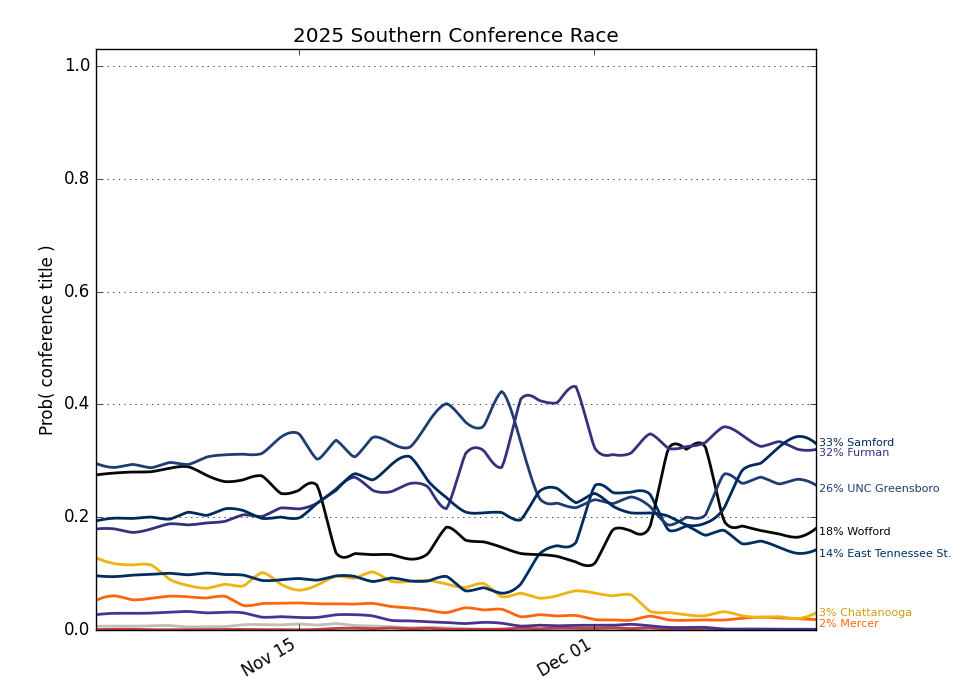 2025 Southern Conference Race
Prob( conference title )
1.0
0.8
0.6
0.4
0.2
0.0
Nov 15
Dec 01
33% Samford
32% Furman
26% UNC Greensboro
18% Wofford
14% East Tennessee St.
3% Chattanooga
2% Mercer